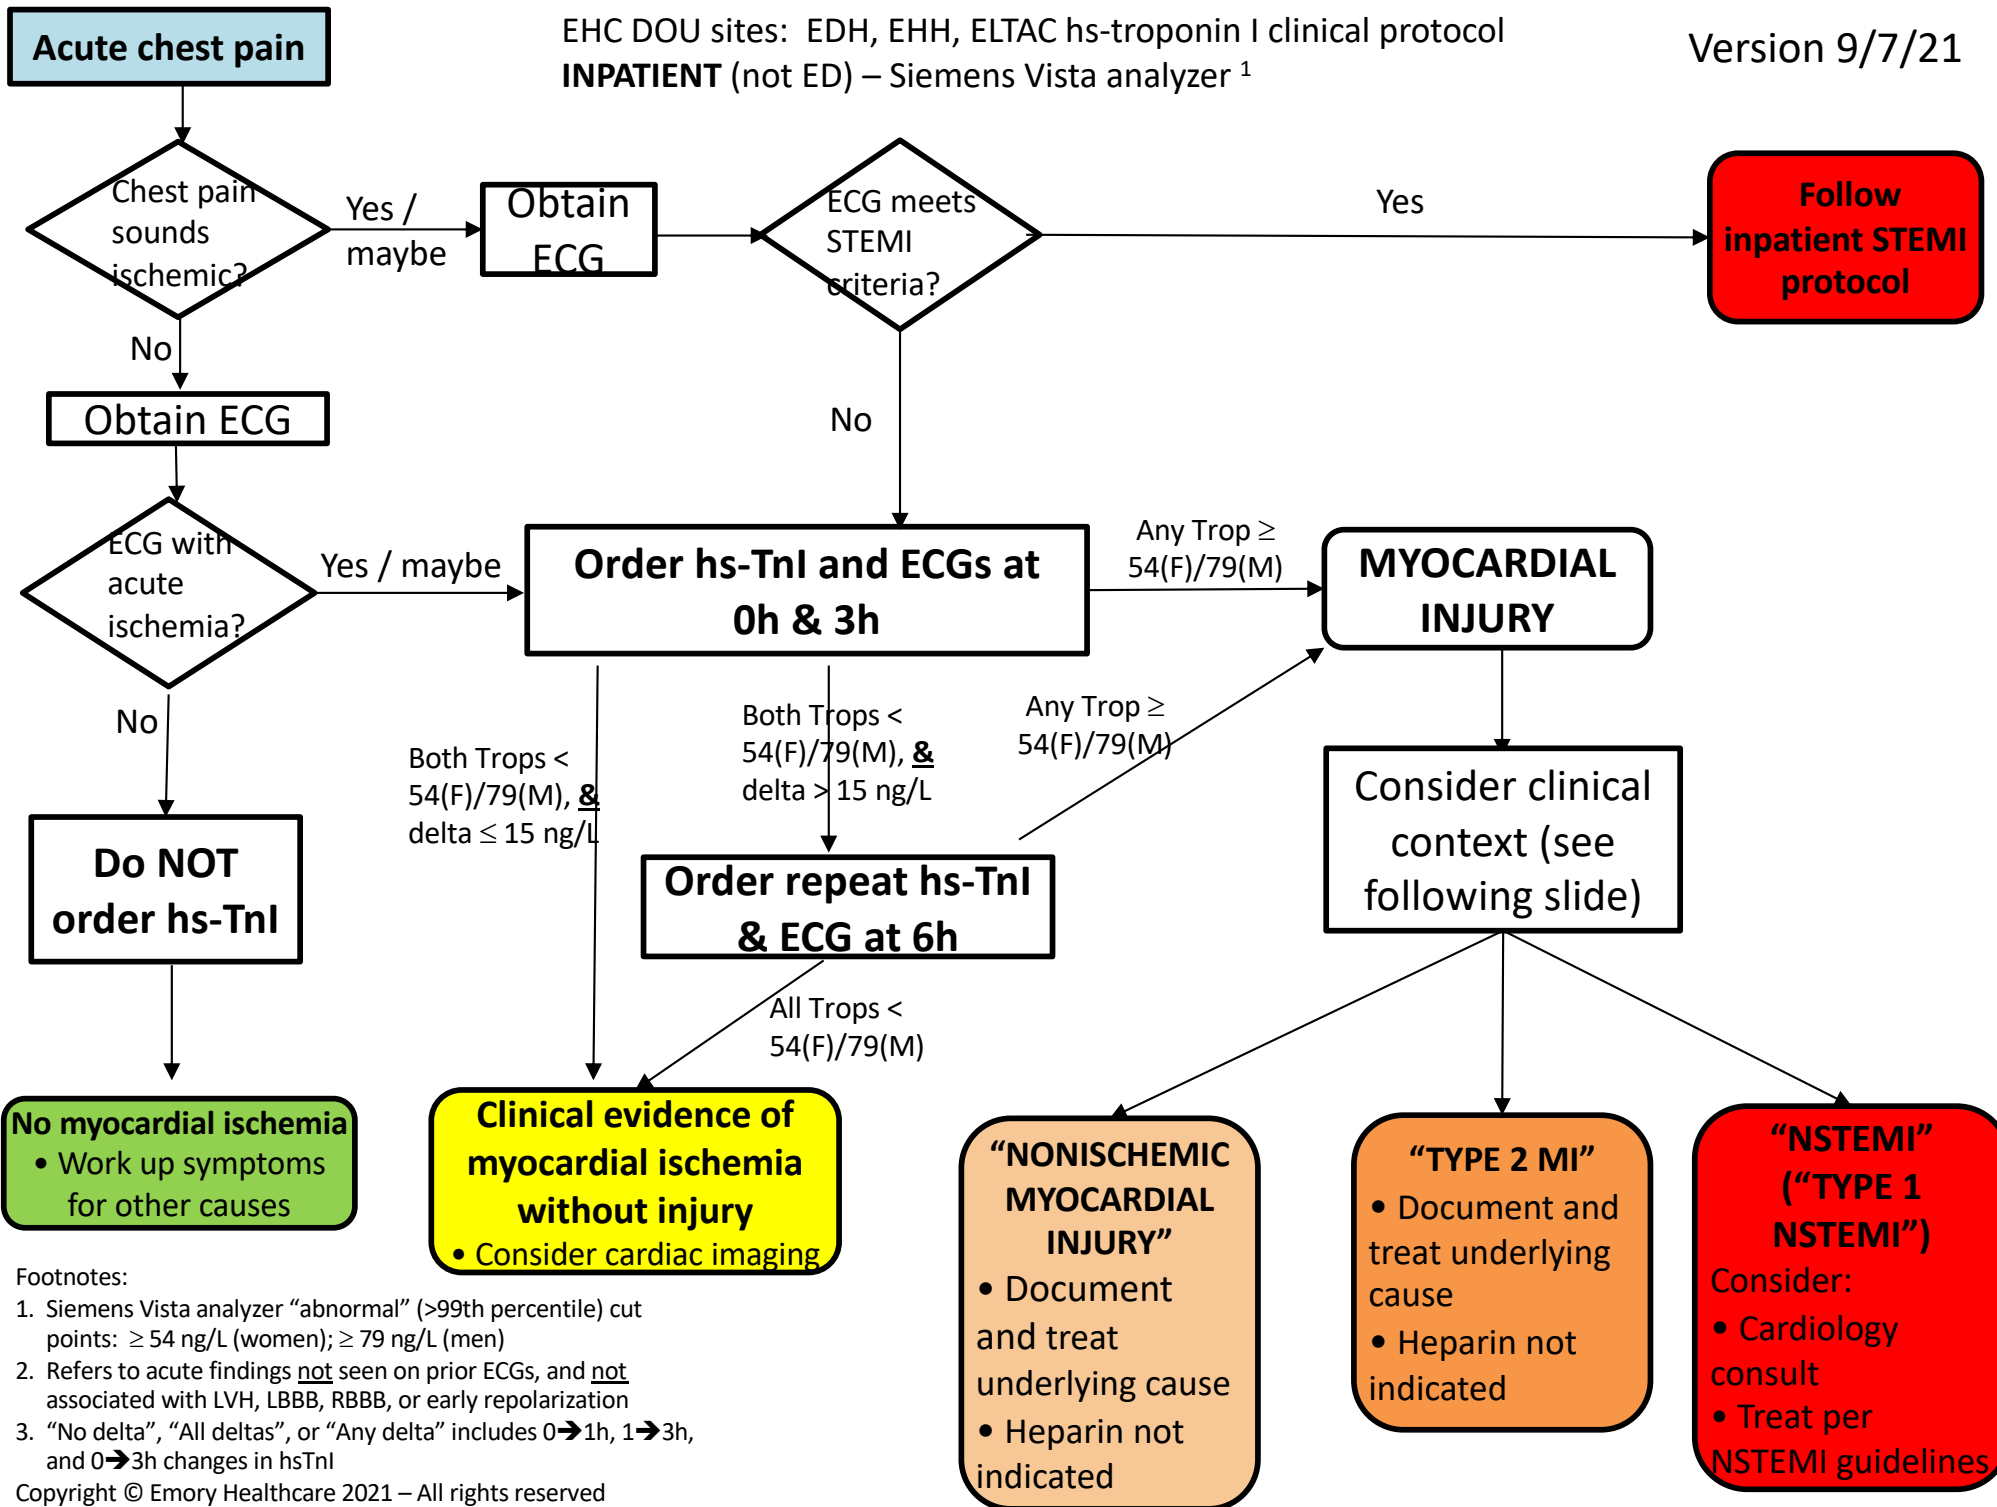 Acute chest pain
EHC DOU sites: EDH, EHH, ELTAC hs-troponin I clinical protocol
INPATIENT (not ED) – Siemens Vista analyzer 1
Version 9/7/21
Chest pain
sounds
ischemic?
Yes /
maybe
Obtain
ECG
ECG meets
STEMI
criteria?
Yes
Follow
inpatient STEMI
protocol
No
Obtain ECG
No
ECG with
acute
ischemia?
Yes / maybe
Order hs-TnI and ECGs at
0h & 3h
Any Trop ≥
54(F)/79(M)
MYOCARDIAL
INJURY
No
Both Trops <
54(F)/79(M), &
delta ≤ 15 ng/L
Both Trops <
54(F)/79(M), &
delta > 15 ng/L
Any Trop ≥
54(F)/79(M)
Consider clinical
context (see
following slide)
Do NOT
order hs-TnI
Order repeat hs-TnI
& ECG at 6h
All Trops <
54(F)/79(M)
No myocardial ischemia
• Work up symptoms
for other causes
Clinical evidence of
myocardial ischemia
without injury
• Consider cardiac imaging
“NONISCHEMIC
MYOCARDIAL
INJURY”
• Document
and treat
underlying cause
• Heparin not
indicated
“TYPE 2 MI”
• Document and
treat underlying
cause
• Heparin not
indicated
“NSTEMI”
(“TYPE 1
NSTEMI”)
Consider:
• Cardiology
consult
• Treat per
NSTEMI guidelines
Footnotes:
1. Siemens Vista analyzer “abnormal” (>99th percentile) cut
points: ≥ 54 ng/L (women); ≥ 79 ng/L (men)
2. Refers to acute findings not seen on prior ECGs, and not
associated with LVH, LBBB, RBBB, or early repolarization
3. “No delta”, “All deltas”, or “Any delta” includes 0➔1h, 1➔3h,
and 0➔3h changes in hsTnI
Copyright © Emory Healthcare 2021 – All rights reserved